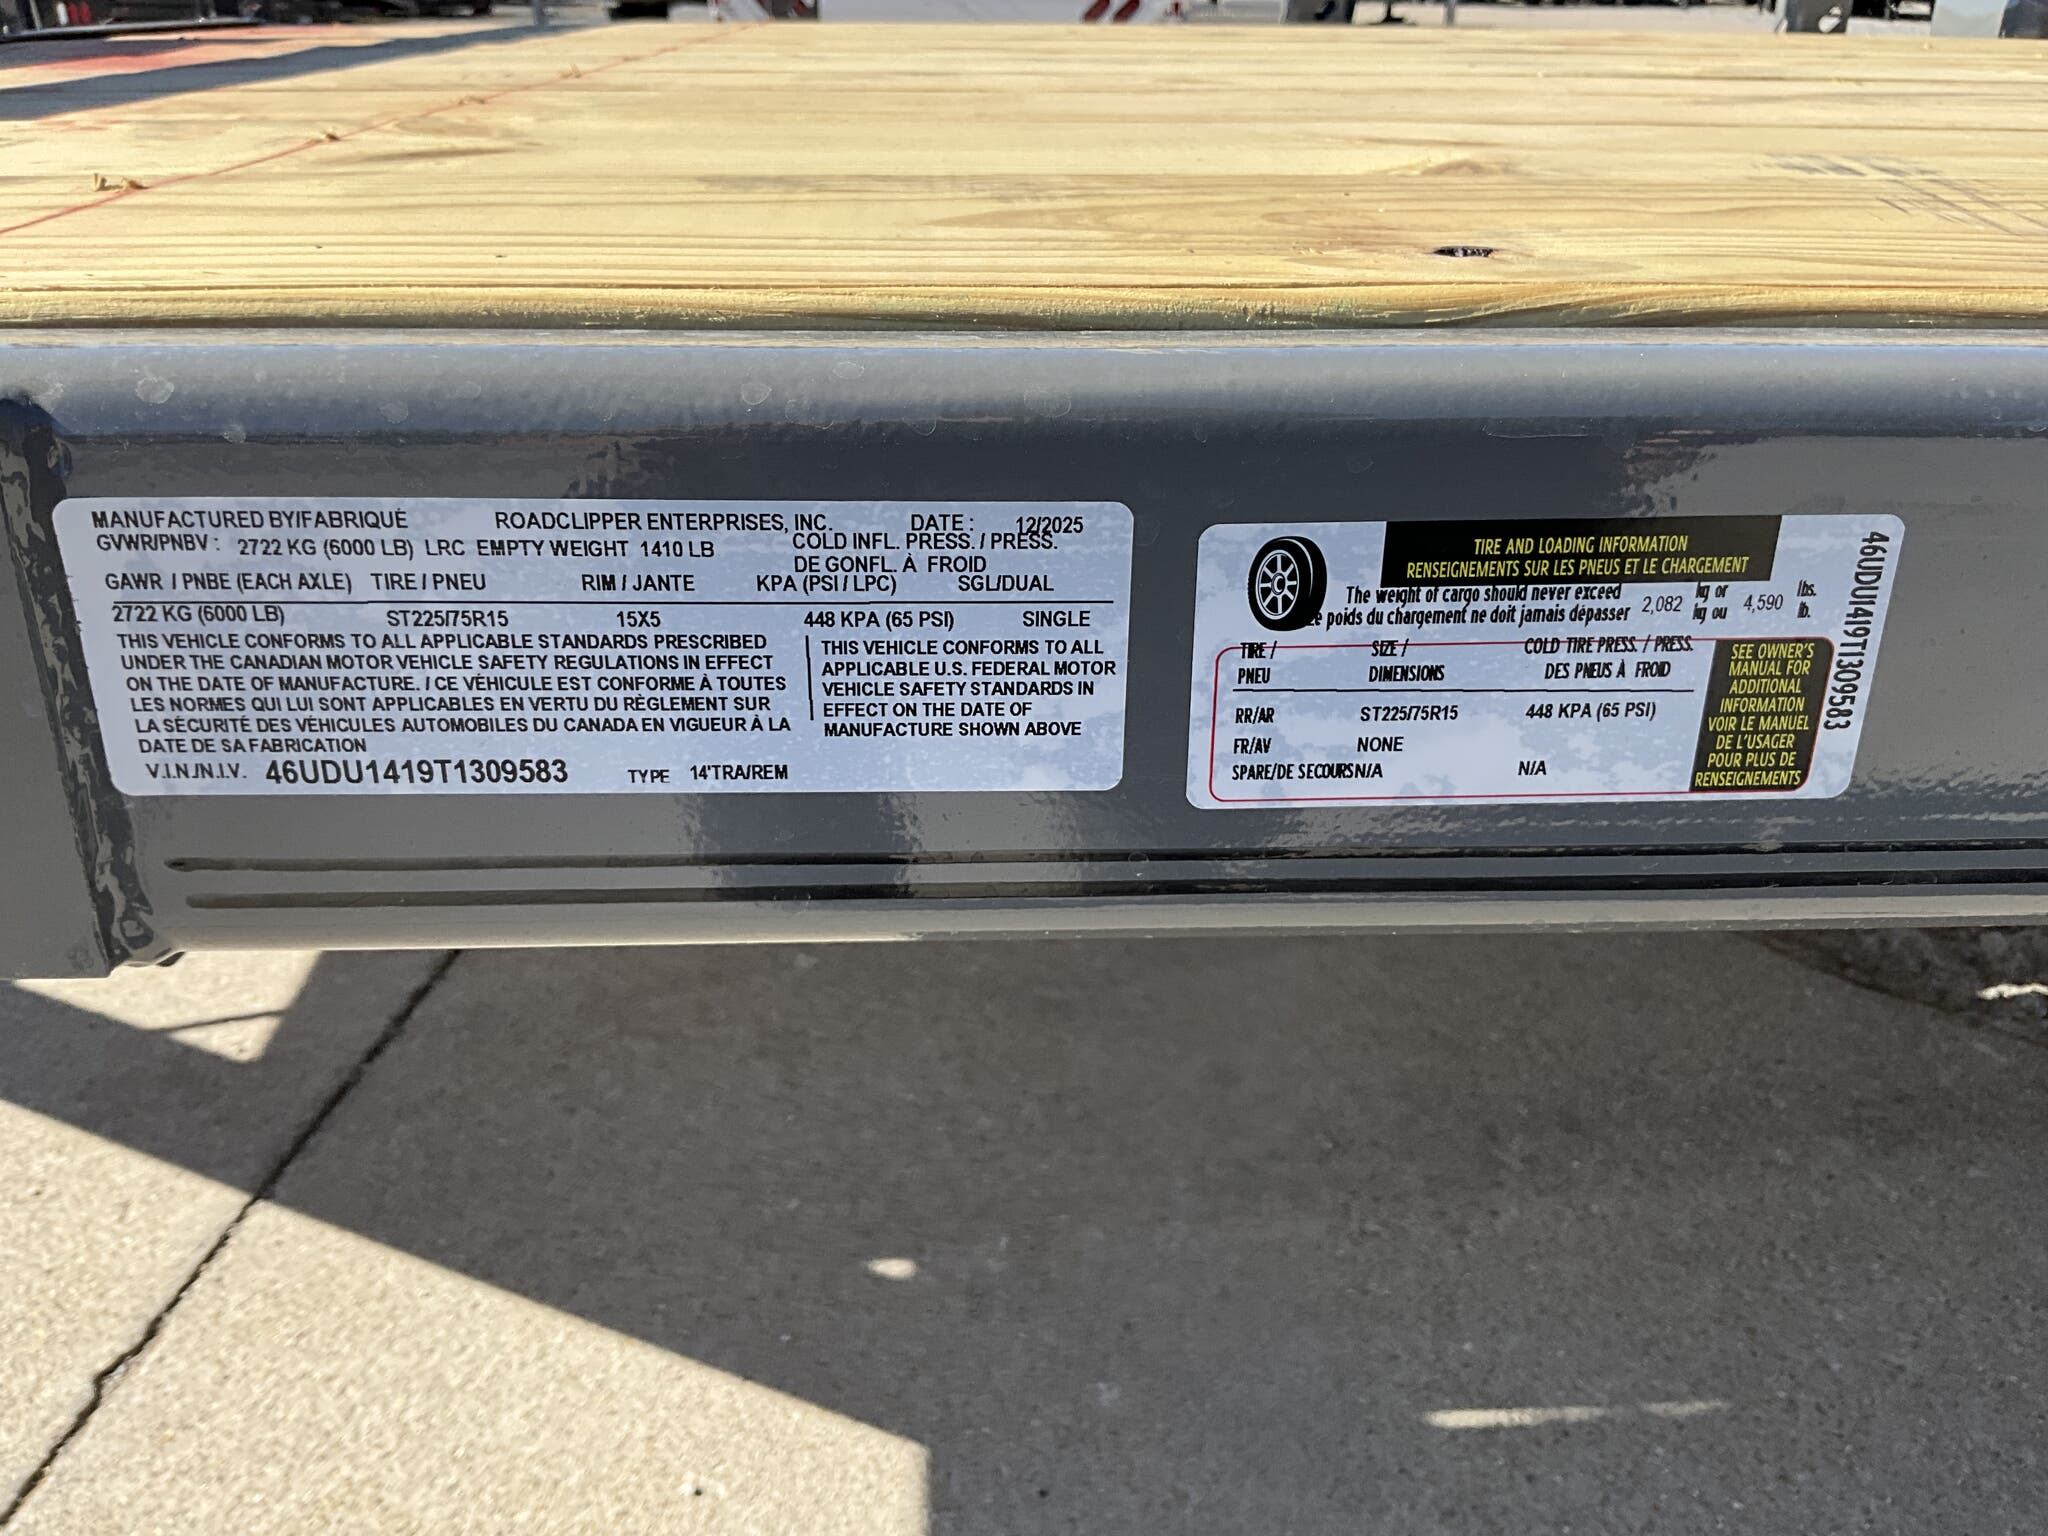 MANUFACTURED BY/FABRIQUÉ ROADCLIPPER ENTERPRISES, INC. DATE : 12/2025
GVWR/PNBV : 2722 KG (6000 LB) LRC EMPTY WEIGHT 1410 LB COLD INFL. PRESS. / PRESS.
DE GONFL. À FROID
GAWR / PNBE (EACH AXLE) TIRE / PNEU RIM / JANTE KPA (PSI / LPC) SGL/DUAL
2722 KG (6000 LB) ST225/75R15 15X5 448 KPA (65 PSI) SINGLE
THIS VEHICLE CONFORMS TO ALL APPLICABLE STANDARDS PRESCRIBED
UNDER THE CANADIAN MOTOR VEHICLE SAFETY REGULATIONS IN EFFECT
ON THE DATE OF MANUFACTURE. / CE VÉHICULE EST CONFORME À TOUTES
LES NORMES QUI LUI SONT APPLICABLES EN VERTU DU RÈGLEMENT SUR
LA SÉCURITÉ DES VÉHICULES AUTOMOBILES DU CANADA EN VIGUEUR À LA
DATE DE SA FABRICATION
THIS VEHICLE CONFORMS TO ALL
APPLICABLE U.S. FEDERAL MOTOR
VEHICLE SAFETY STANDARDS IN
EFFECT ON THE DATE OF
MANUFACTURE SHOWN ABOVE
V.I.N./N.I.V. 46UDU1419T1309583 TYPE 14'TRA/REM
TIRE AND LOADING INFORMATION
RENSEIGNEMENTS SUR LES PNEUS ET LE CHARGEMENT
The weight of cargo should never exceed 2,082 kg or 4,590 lbs.
Le poids du chargement ne doit jamais dépasser kg ou lb.
TIRE / SIZE / COLD TIRE PRESS. / PRESS.
PNEU DIMENSIONS DES PNEUS À FROID
RR/AR ST225/75R15 448 KPA (65 PSI)
FR/AV NONE
SPARE/DE SECOURS N/A N/A
SEE OWNER'S
MANUAL FOR
ADDITIONAL
INFORMATION
VOIR LE MANUEL
DE L'USAGER
POUR PLUS DE
RENSEIGNEMENTS
46UDU1419T1309583